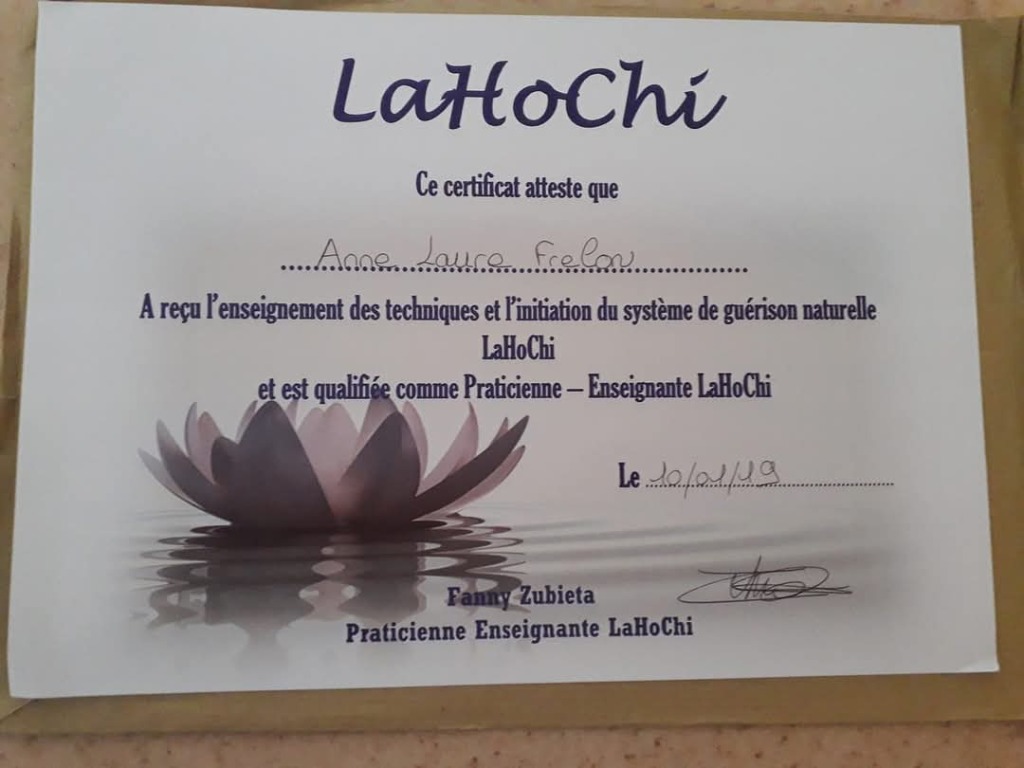 LaHoChi
Ce certificat atteste que
Anne Laure Frelon
A reçu l'enseignement des techniques et l'initiation du système de guérison naturelle
LaHoChi
et est qualifiée comme Praticienne – Enseignante LaHoChi
Le 10/01/19
Fanny Zubieta
Praticienne Enseignante LaHoChi